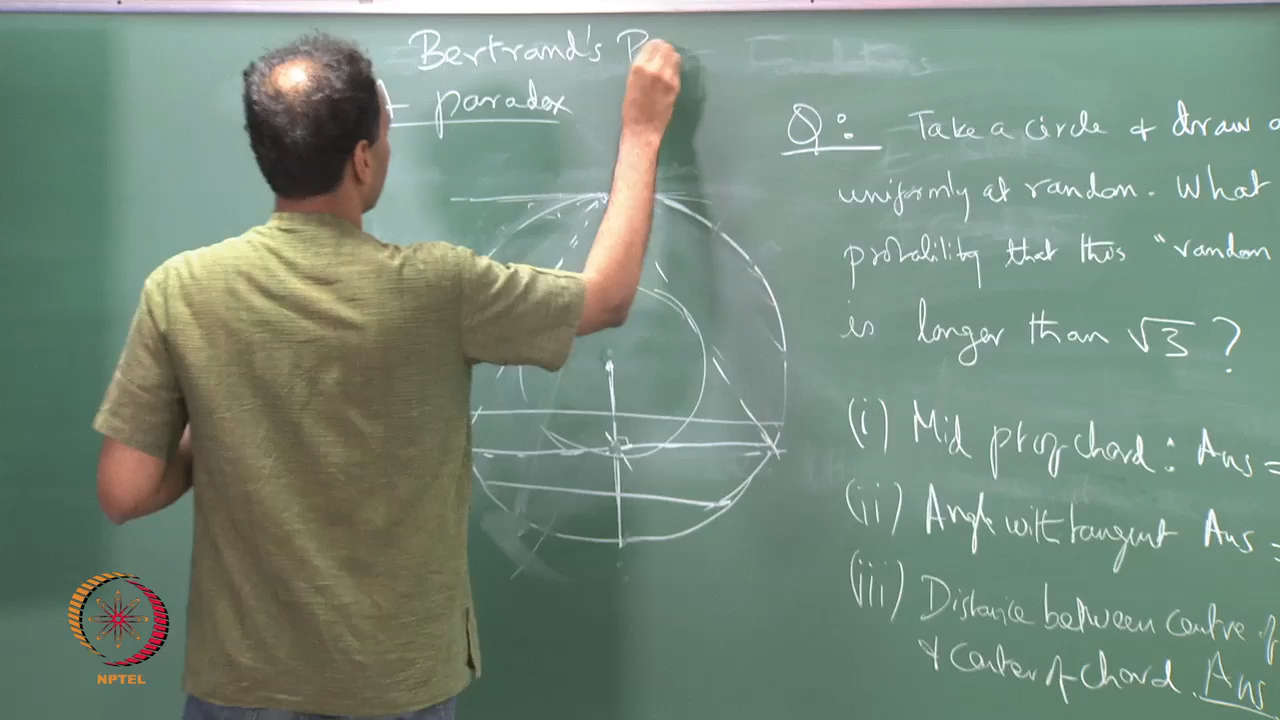 Bertrand's P
paradox
Q: Take a circle & draw a
uniformly at random. What
probability that this "random
is longer than √3 ?
(i) Mid pt of chord: Ans =
(ii) Angle with tangent Ans =
(iii) Distance between centre of
& center of chord. Ans
NPTEL